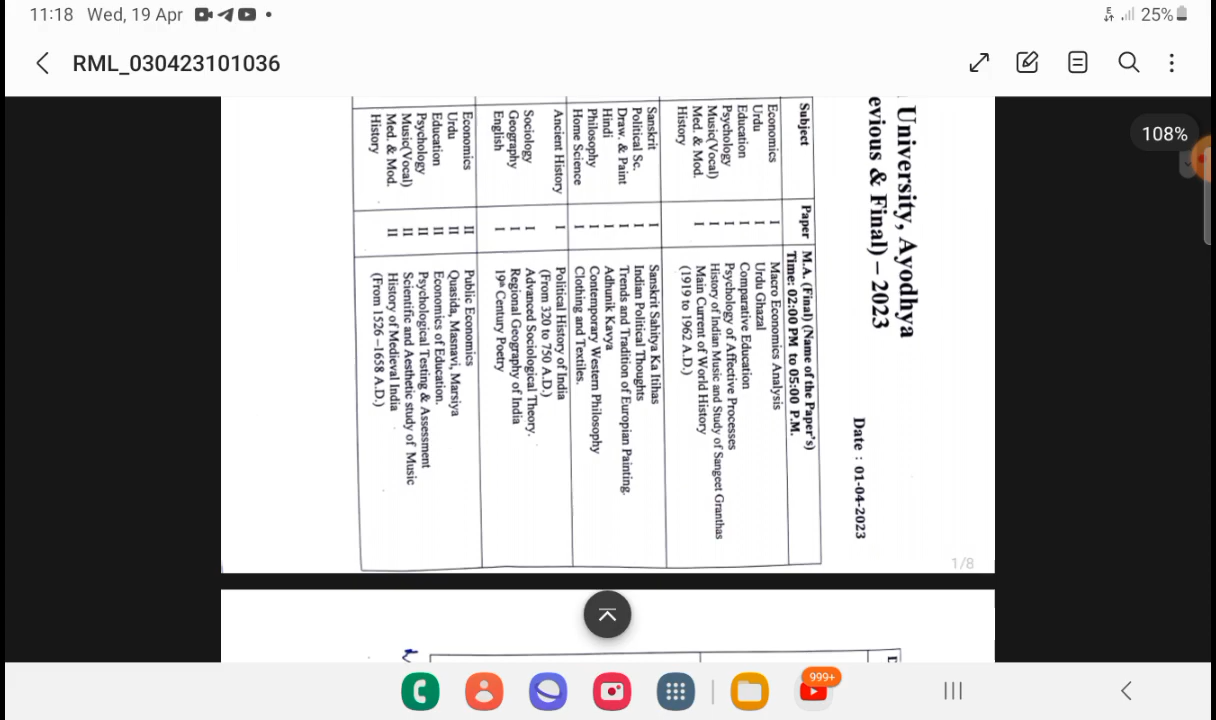 11:18 Wed, 19 Apr
25%
RML_030423101036
108%
University, Ayodhya
evious & Final) – 2023
Date : 01-04-2023
Subject Paper M.A. (Final) (Name of the Paper's)
Time: 02:00 PM to 05:00 P.M.
Economics I Macro Economics Analysis
Urdu I Urdu Ghazal
Education I Comparative Education
Psychology I Psychology of Affective Processes
Music(Vocal) I History of Indian Music and Study of Sangeet Granthas
Med. & Mod. I Main Current of World History
History (1919 to 1962 A.D.)
Sanskrit I Sanskrit Sahitya Ka Itihas
Political Sc. I Indian Political Thoughts
Draw. & Paint I Trends and Tradition of Europian Painting.
Hindi I Adhunik Kavya
Philosophy I Contemporary Western Philosophy
Home Science I Clothing and Textiles.
Ancient History I Political History of India
(From 320 to 750 A.D.)
Sociology I Advanced Sociological Theory.
Geography I Regional Geography of India
English I 19th Century Poetry
Economics II Public Economics
Urdu II Quasida, Masnavi, Marsiya
Education II Economics of Education.
Psychology II Psychological Testing & Assessment
Music(Vocal) II Scientific and Aesthetic study of Music
Med. & Mod. II History of Medieval India
History (From 1526 –1658 A.D.)
1/8
999+